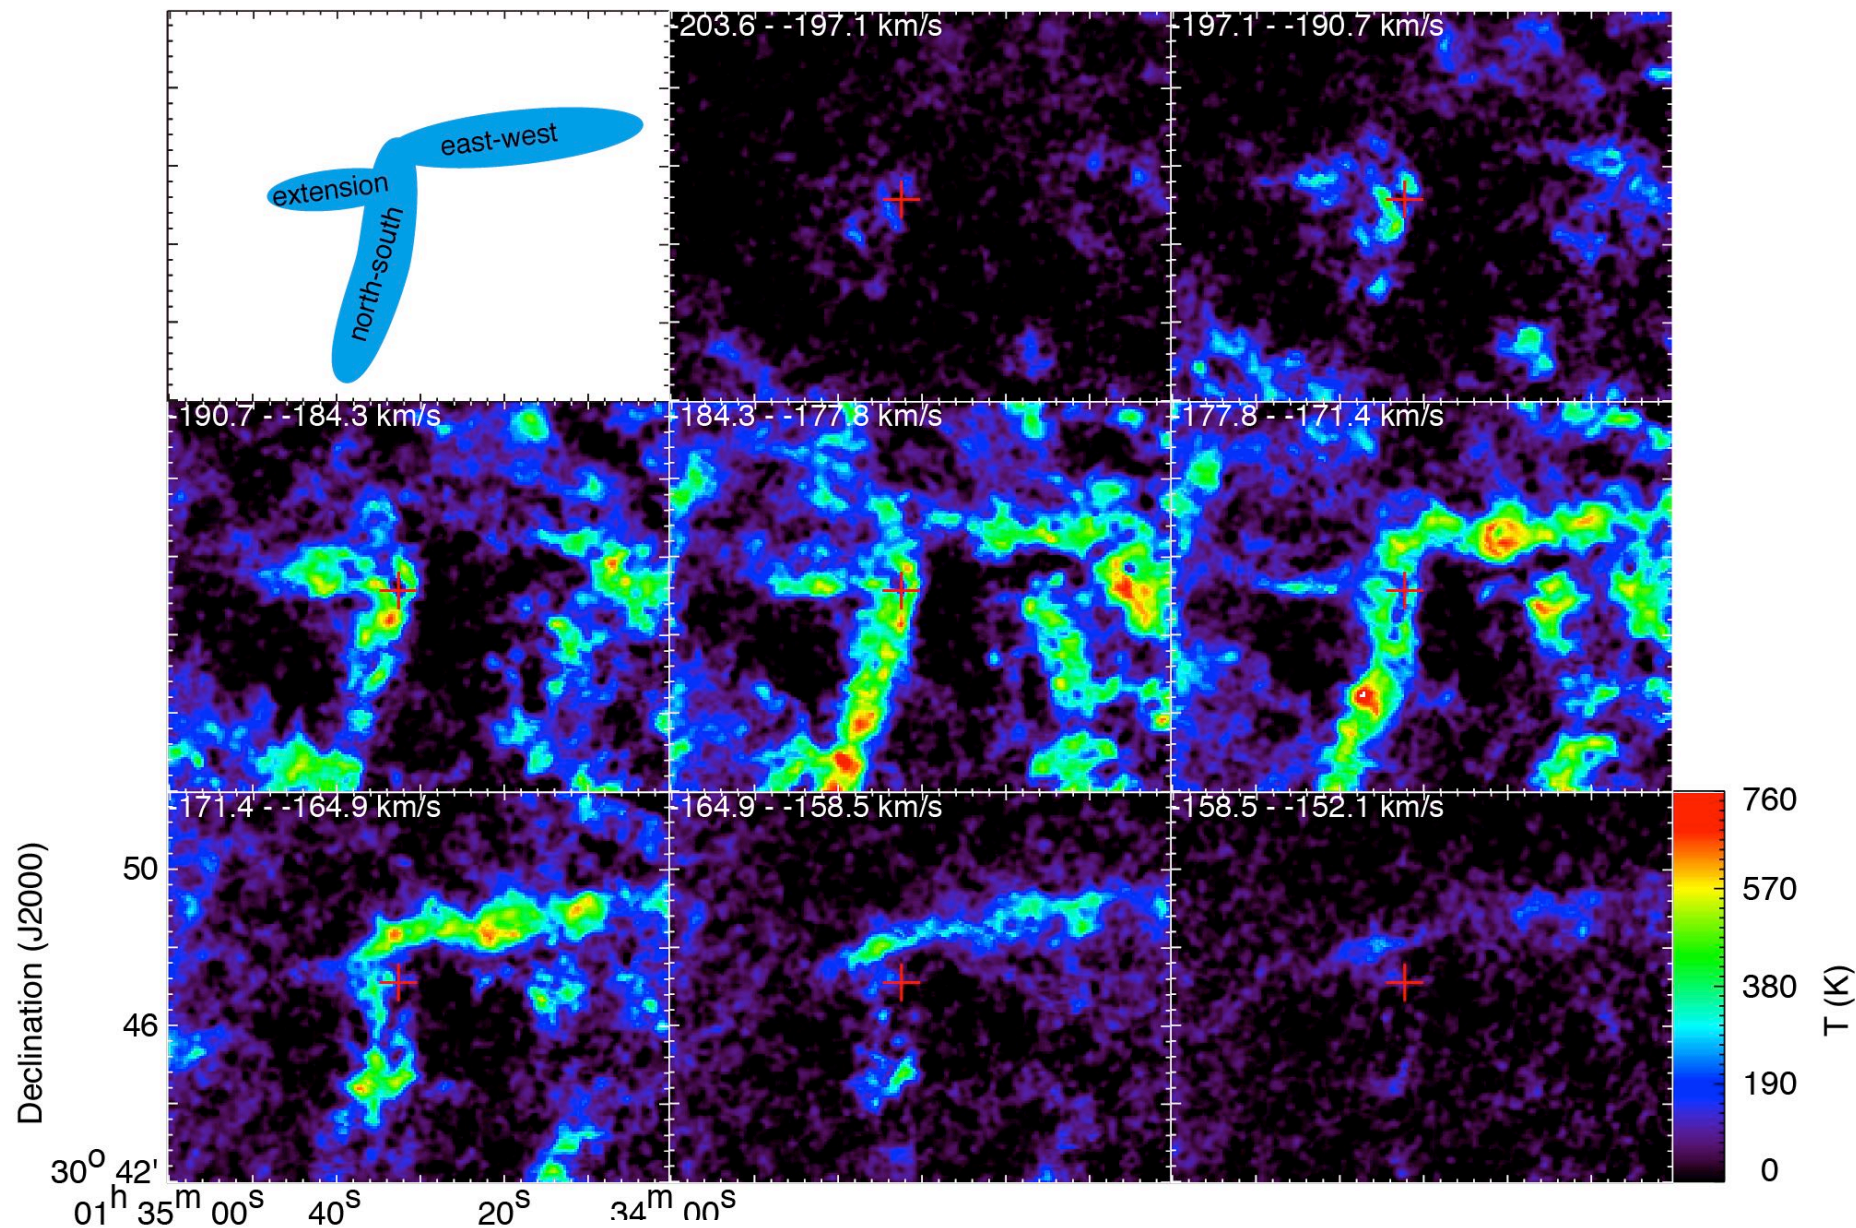 east-west
extension
north-south
-203.6 - -197.1 km/s
-197.1 - -190.7 km/s
-190.7 - -184.3 km/s
-184.3 - -177.8 km/s
-177.8 - -171.4 km/s
-171.4 - -164.9 km/s
-164.9 - -158.5 km/s
-158.5 - -152.1 km/s
Declination (J2000)
50
46
30o 42'
01h 35m 00s 40s 20s 34m 00s
760
570
380
190
0
T (K)